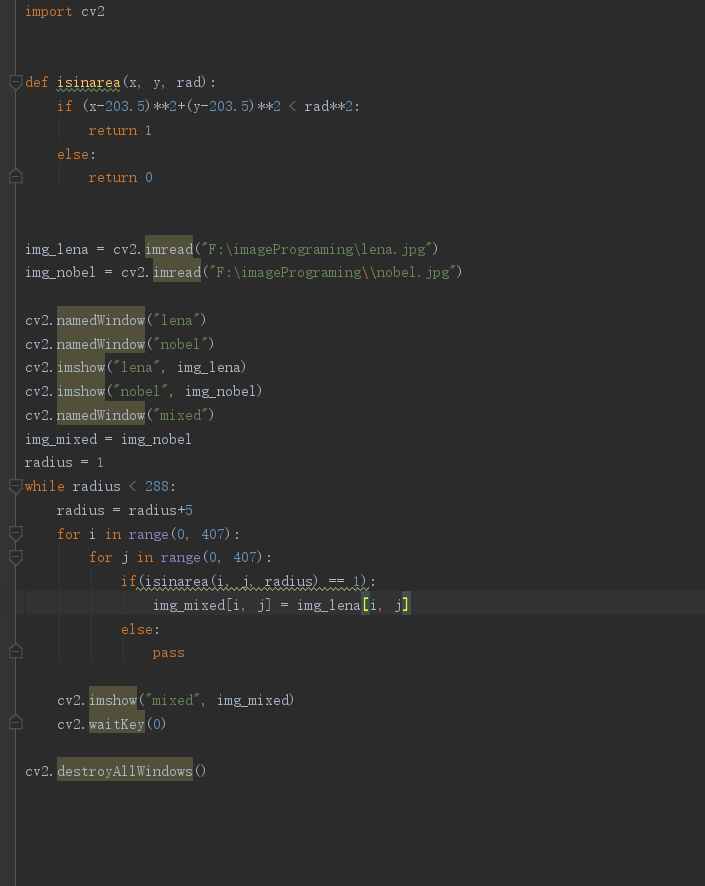 import cv2
def isinarea(x, y, rad):
    if (x-203.5)**2+(y-203.5)**2 < rad**2:
        return 1
    else:
        return 0
img_lena = cv2.imread("F:\imagePrograming\lena.jpg")
img_nobel = cv2.imread("F:\imagePrograming\\nobel.jpg")
cv2.namedWindow("lena")
cv2.namedWindow("nobel")
cv2.imshow("lena", img_lena)
cv2.imshow("nobel", img_nobel)
cv2.namedWindow("mixed")
img_mixed = img_nobel
radius = 1
while radius < 288:
    radius = radius+5
    for i in range(0, 407):
        for j in range(0, 407):
            if(isinarea(i, j, radius) == 1):
                img_mixed[i, j] = img_lena[i, j]
            else:
                pass
    cv2.imshow("mixed", img_mixed)
    cv2.waitKey(0)
cv2.destroyAllWindows()